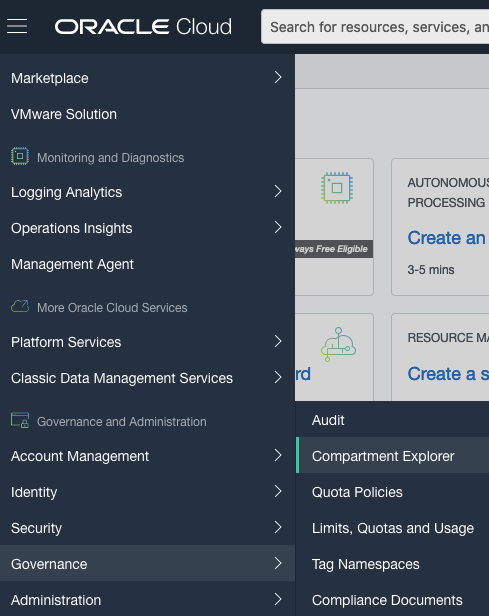 ORACLE Cloud
Search for resources, services, an
Marketplace
VMware Solution
Monitoring and Diagnostics
Logging Analytics
Operations Insights
Management Agent
More Oracle Cloud Services
Platform Services
Classic Data Management Services
Governance and Administration
Account Management
Identity
Security
Governance
Administration
ways Free Eligible
AUTONOMOUS
PROCESSING
Create an
3-5 mins
rd
RESOURCE MA
Create a s
Audit
Compartment Explorer
Quota Policies
Limits, Quotas and Usage
Tag Namespaces
Compliance Documents